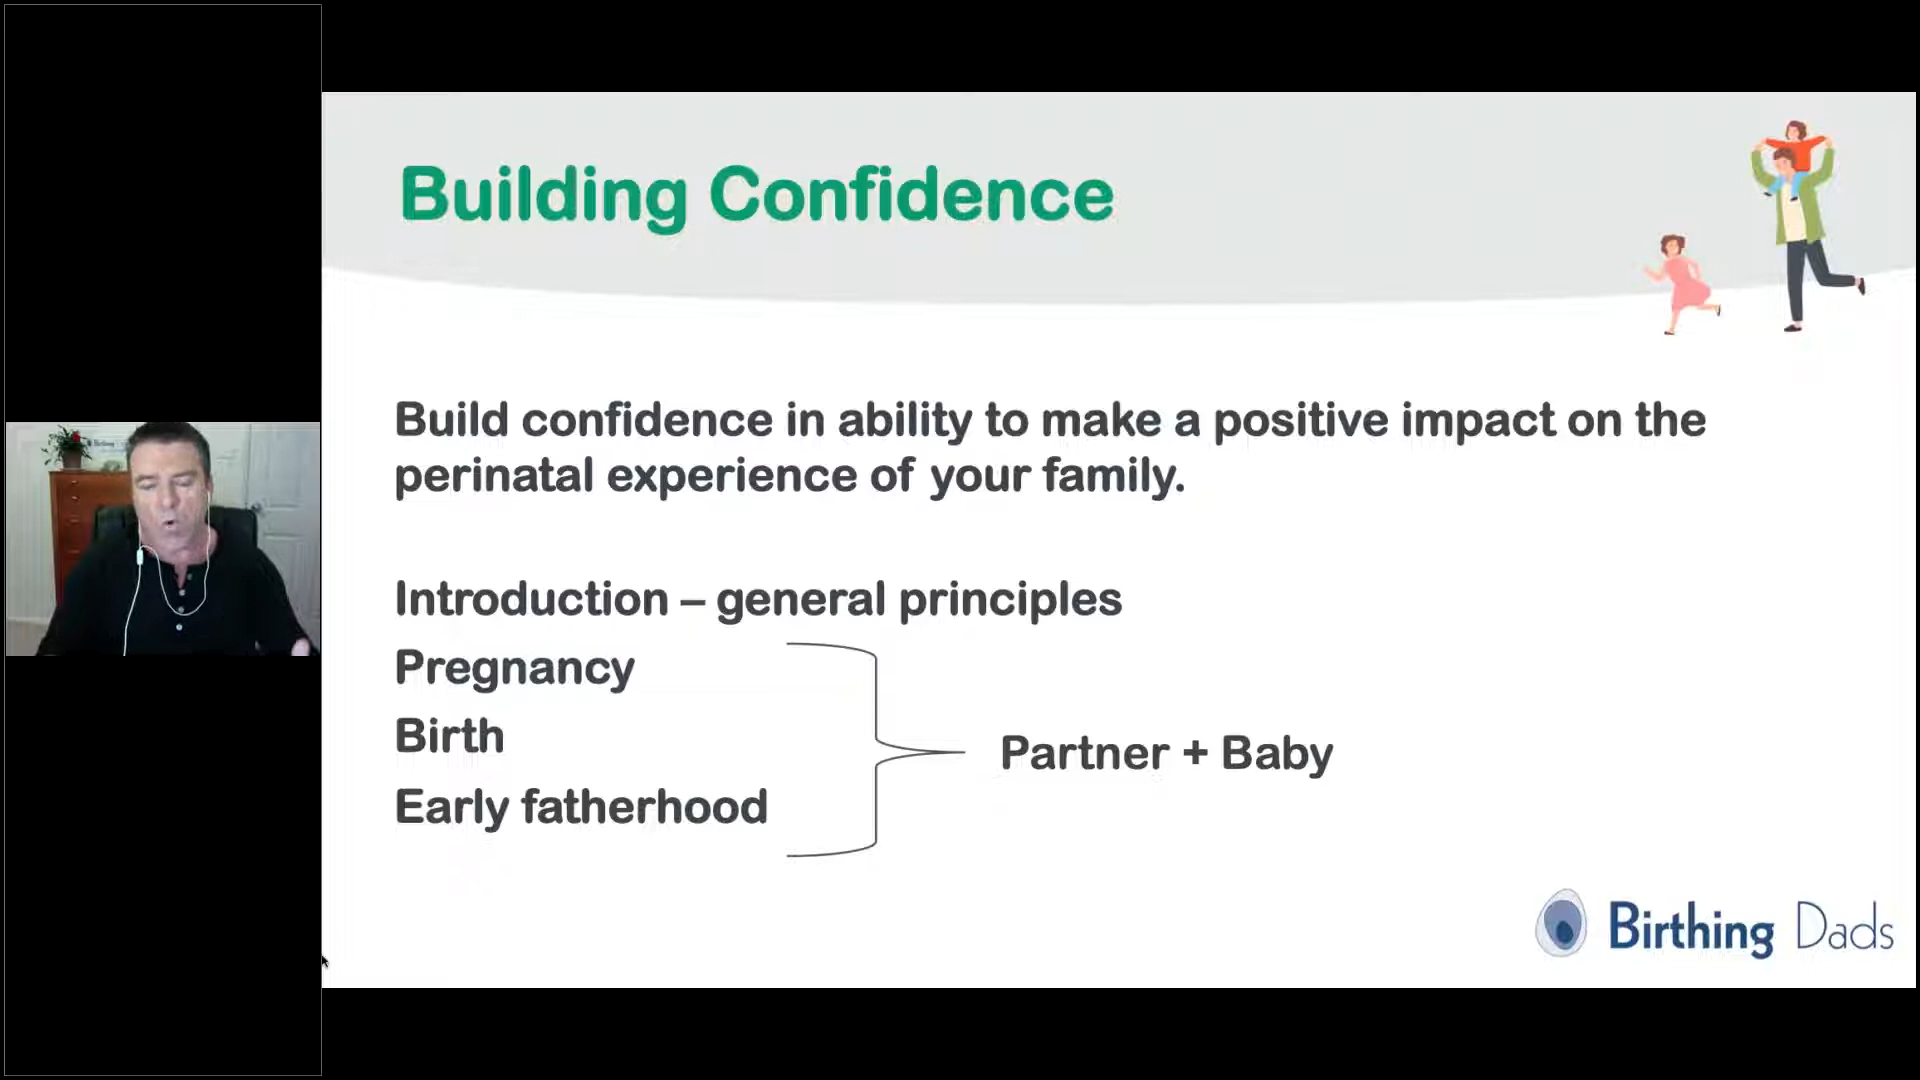 Building Confidence
Build confidence in ability to make a positive impact on the
perinatal experience of your family.
Introduction – general principles
Pregnancy
Birth
Early fatherhood
Partner + Baby
Birthing Dads